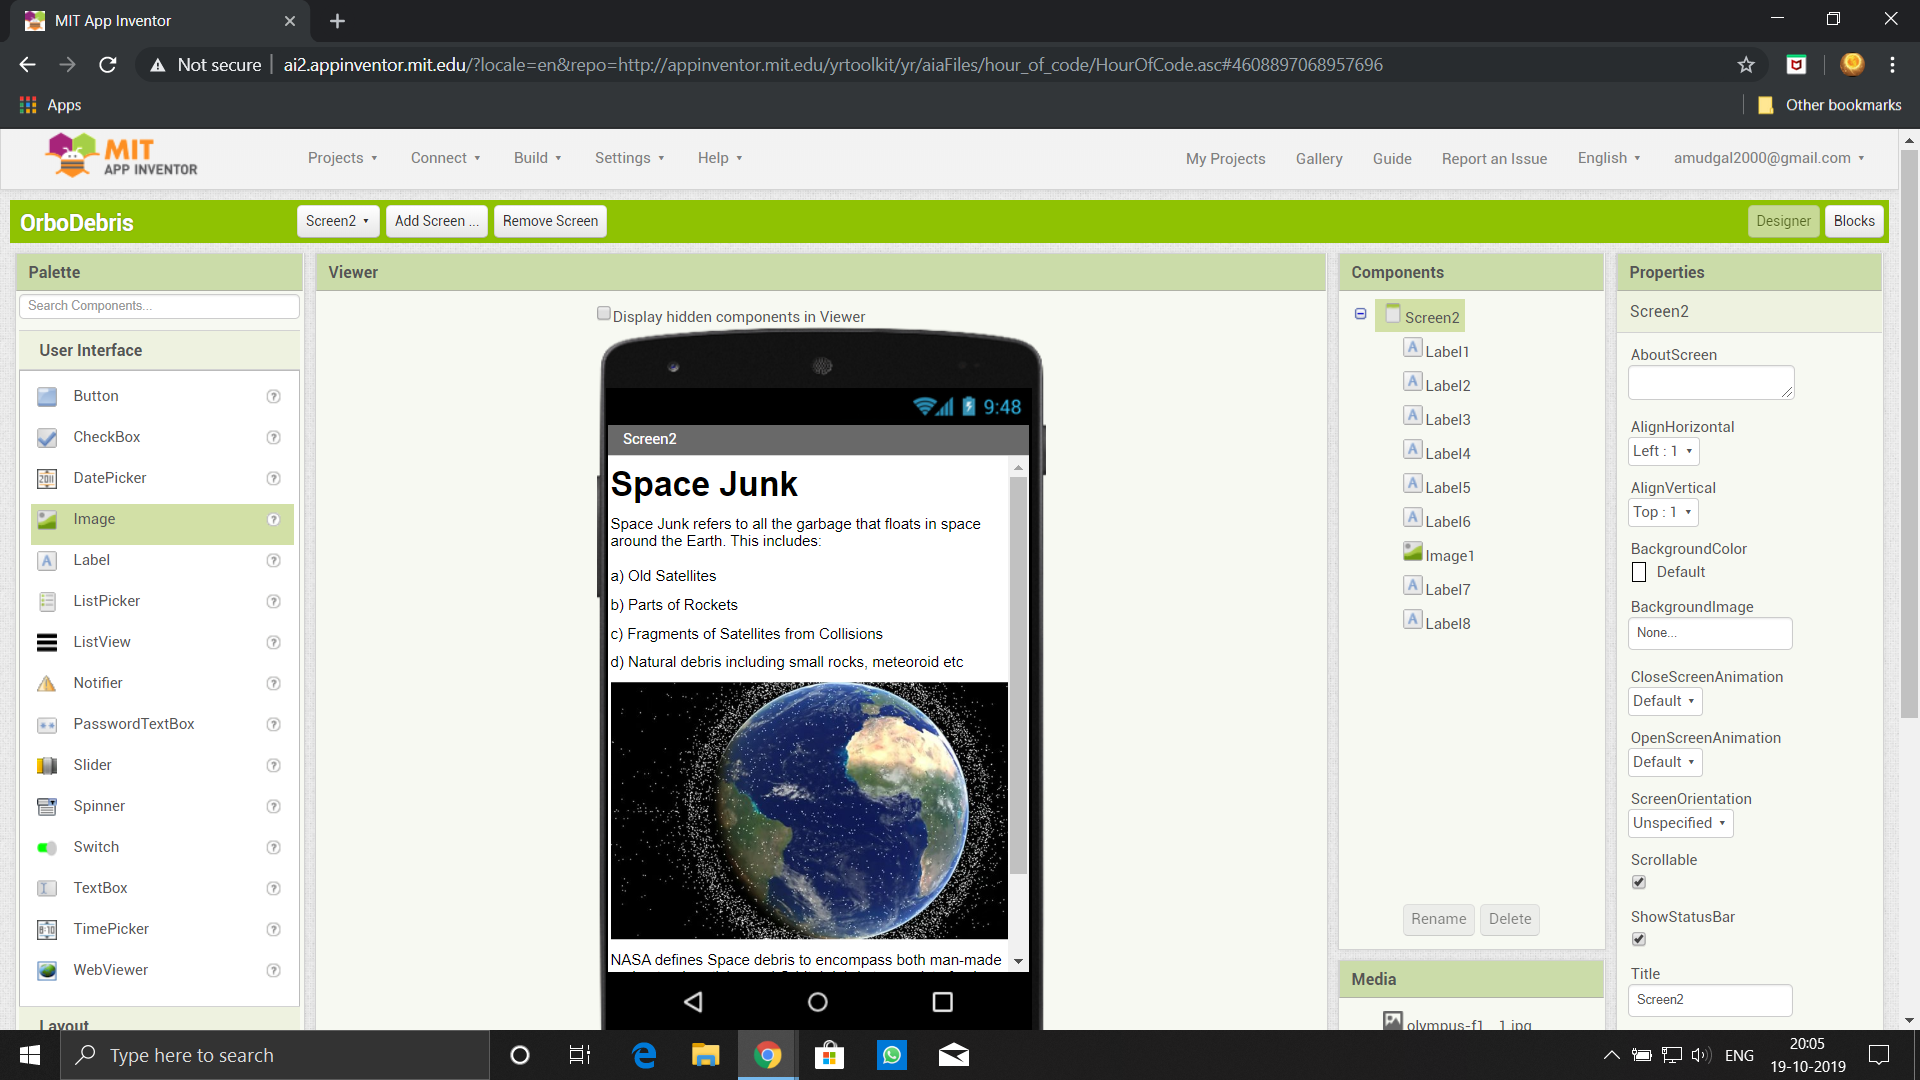 MIT App Inventor
Not secure
ai2.appinventor.mit.edu/?locale=en&repo=http://appinventor.mit.edu/yrtoolkit/yr/aiaFiles/hour_of_code/HourOfCode.asc#4608897068957696
Apps
Other bookmarks
MIT
APP INVENTOR
Projects
Connect
Build
Settings
Help
My Projects
Gallery
Guide
Report an Issue
English
amudgal2000@gmail.com
OrboDebris
Screen2
Add Screen ...
Remove Screen
Designer
Blocks
Palette
Search Components...
User Interface
Button
CheckBox
DatePicker
Image
Label
ListPicker
ListView
Notifier
PasswordTextBox
Slider
Spinner
Switch
TextBox
TimePicker
WebViewer
Layout
Viewer
Display hidden components in Viewer
9:48
Screen2
Space Junk
Space Junk refers to all the garbage that floats in space
around the Earth. This includes:
a) Old Satellites
b) Parts of Rockets
c) Fragments of Satellites from Collisions
d) Natural debris including small rocks, meteoroid etc
NASA defines Space debris to encompass both man-made
Components
Screen2
Label1
Label2
Label3
Label4
Label5
Label6
Image1
Label7
Label8
Rename
Delete
Media
olympus-f1__1.jpg
Properties
Screen2
AboutScreen
AlignHorizontal
Left : 1
AlignVertical
Top : 1
BackgroundColor
Default
BackgroundImage
None...
CloseScreenAnimation
Default
OpenScreenAnimation
Default
ScreenOrientation
Unspecified
Scrollable
ShowStatusBar
Title
Screen2
Type here to search
ENG
20:05
19-10-2019